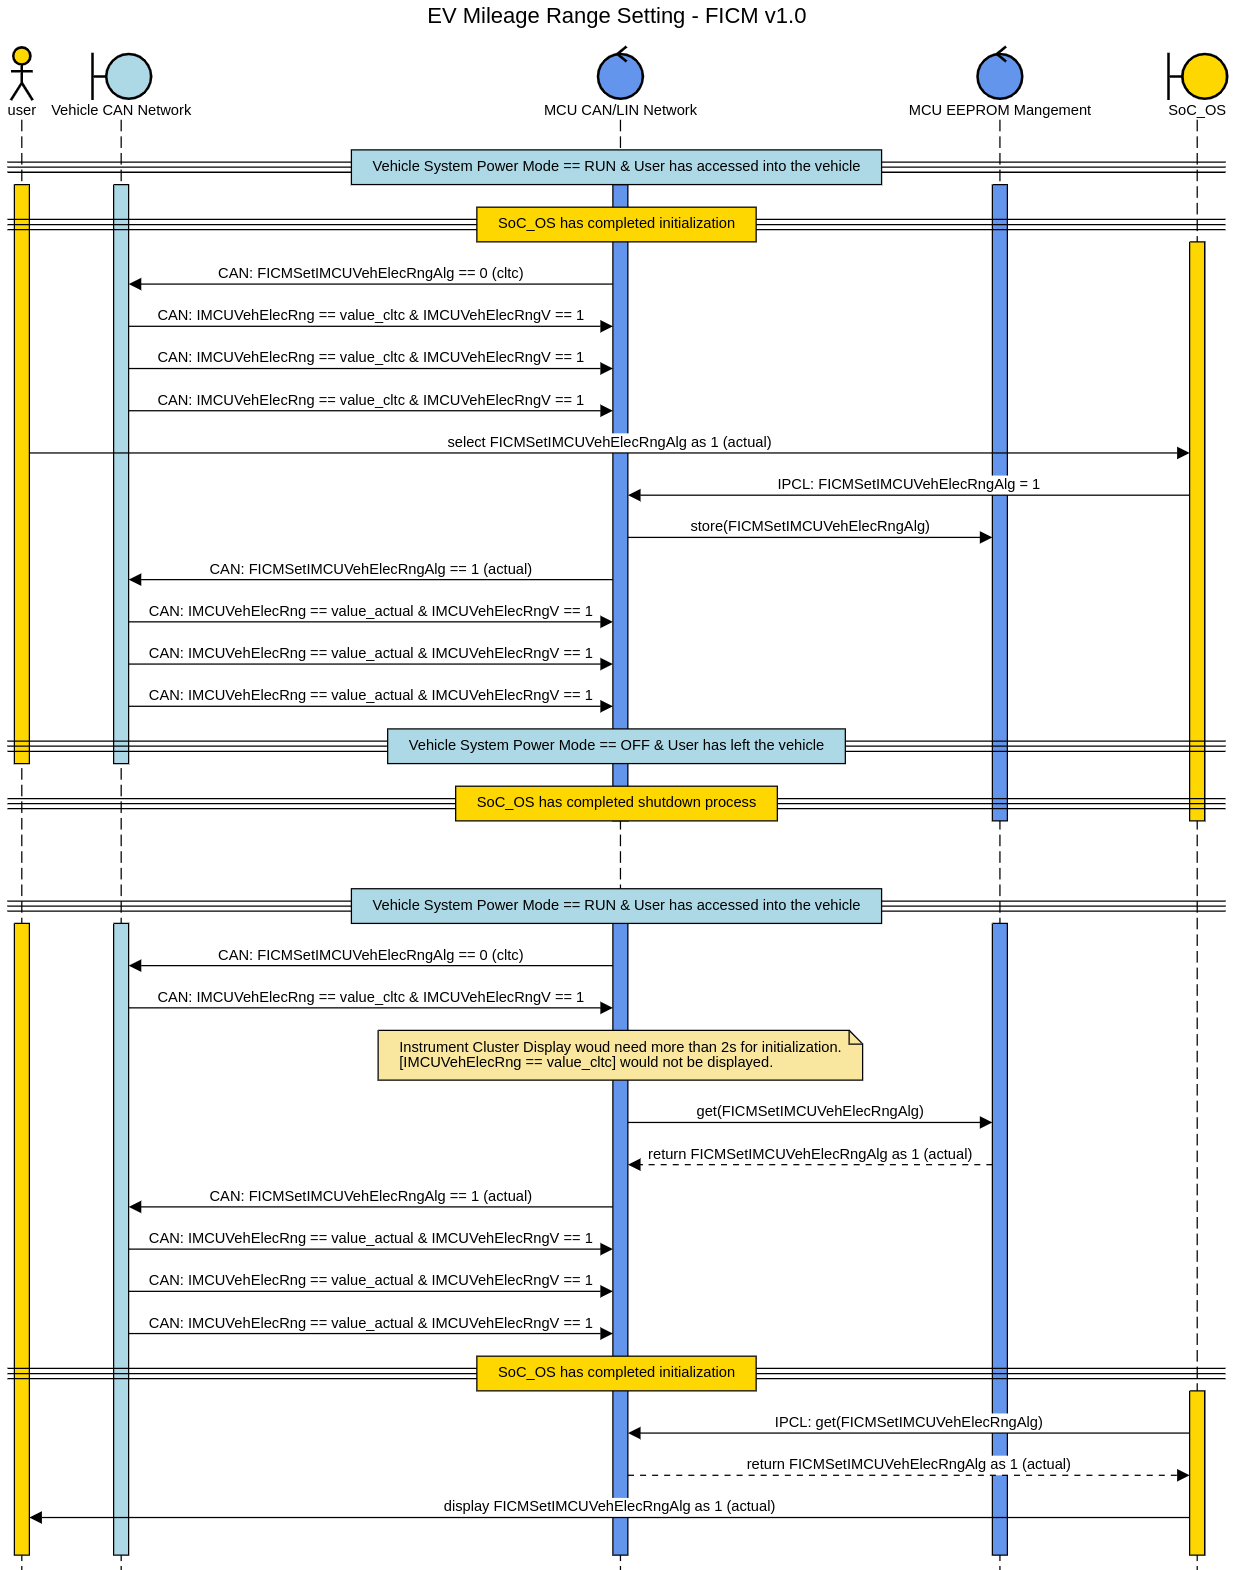 EV Mileage Range Setting - FICM v1.0
user
Vehicle CAN Network
MCU CAN/LIN Network
MCU EEPROM Mangement
SoC_OS
Vehicle System Power Mode == RUN & User has accessed into the vehicle
SoC_OS has completed initialization
CAN: FICMSetIMCUVehElecRngAlg == 0 (cltc)
CAN: IMCUVehElecRng == value_cltc & IMCUVehElecRngV == 1
CAN: IMCUVehElecRng == value_cltc & IMCUVehElecRngV == 1
CAN: IMCUVehElecRng == value_cltc & IMCUVehElecRngV == 1
select FICMSetIMCUVehElecRngAlg as 1 (actual)
IPCL: FICMSetIMCUVehElecRngAlg = 1
store(FICMSetIMCUVehElecRngAlg)
CAN: FICMSetIMCUVehElecRngAlg == 1 (actual)
CAN: IMCUVehElecRng == value_actual & IMCUVehElecRngV == 1
CAN: IMCUVehElecRng == value_actual & IMCUVehElecRngV == 1
CAN: IMCUVehElecRng == value_actual & IMCUVehElecRngV == 1
Vehicle System Power Mode == OFF & User has left the vehicle
SoC_OS has completed shutdown process
Vehicle System Power Mode == RUN & User has accessed into the vehicle
CAN: FICMSetIMCUVehElecRngAlg == 0 (cltc)
CAN: IMCUVehElecRng == value_cltc & IMCUVehElecRngV == 1
Instrument Cluster Display woud need more than 2s for initialization.
[IMCUVehElecRng == value_cltc] would not be displayed.
get(FICMSetIMCUVehElecRngAlg)
return FICMSetIMCUVehElecRngAlg as 1 (actual)
CAN: FICMSetIMCUVehElecRngAlg == 1 (actual)
CAN: IMCUVehElecRng == value_actual & IMCUVehElecRngV == 1
CAN: IMCUVehElecRng == value_actual & IMCUVehElecRngV == 1
CAN: IMCUVehElecRng == value_actual & IMCUVehElecRngV == 1
SoC_OS has completed initialization
IPCL: get(FICMSetIMCUVehElecRngAlg)
return FICMSetIMCUVehElecRngAlg as 1 (actual)
display FICMSetIMCUVehElecRngAlg as 1 (actual)